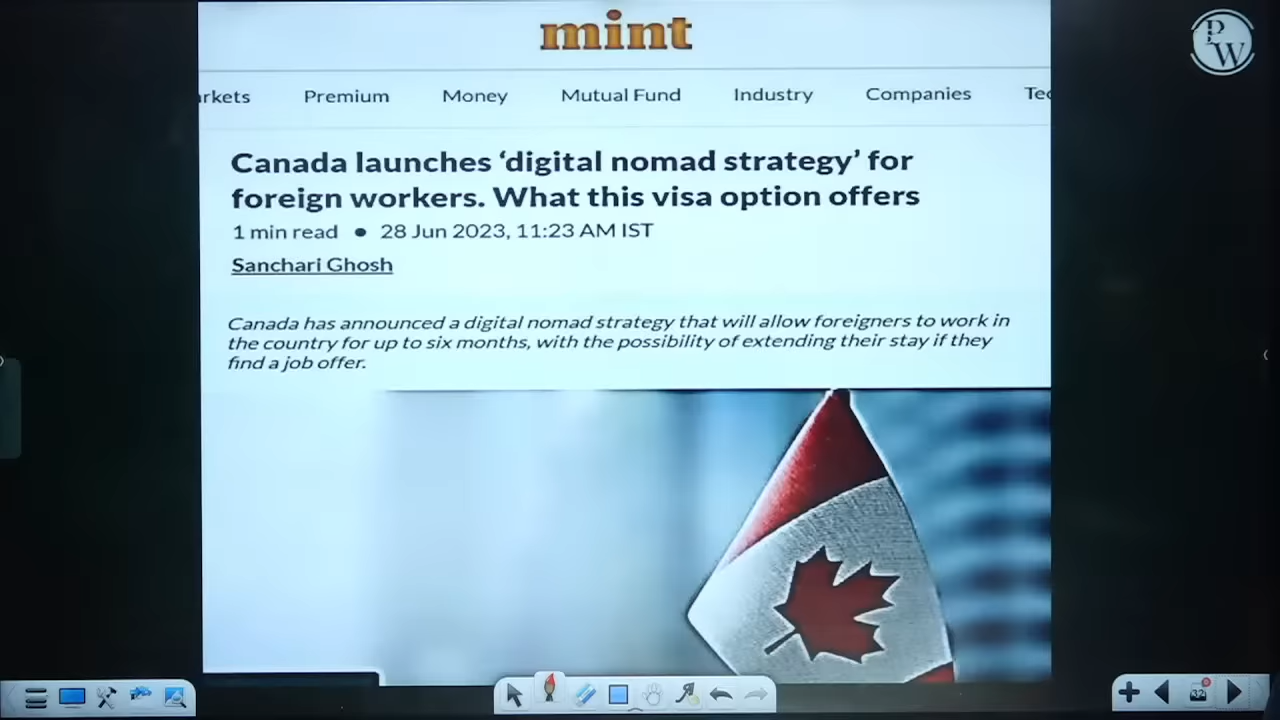 mint
PW
rkets Premium Money Mutual Fund Industry Companies Tec
Canada launches ‘digital nomad strategy’ for
foreign workers. What this visa option offers
1 min read ● 28 Jun 2023, 11:23 AM IST
Sanchari Ghosh
Canada has announced a digital nomad strategy that will allow foreigners to work in
the country for up to six months, with the possibility of extending their stay if they
find a job offer.
32